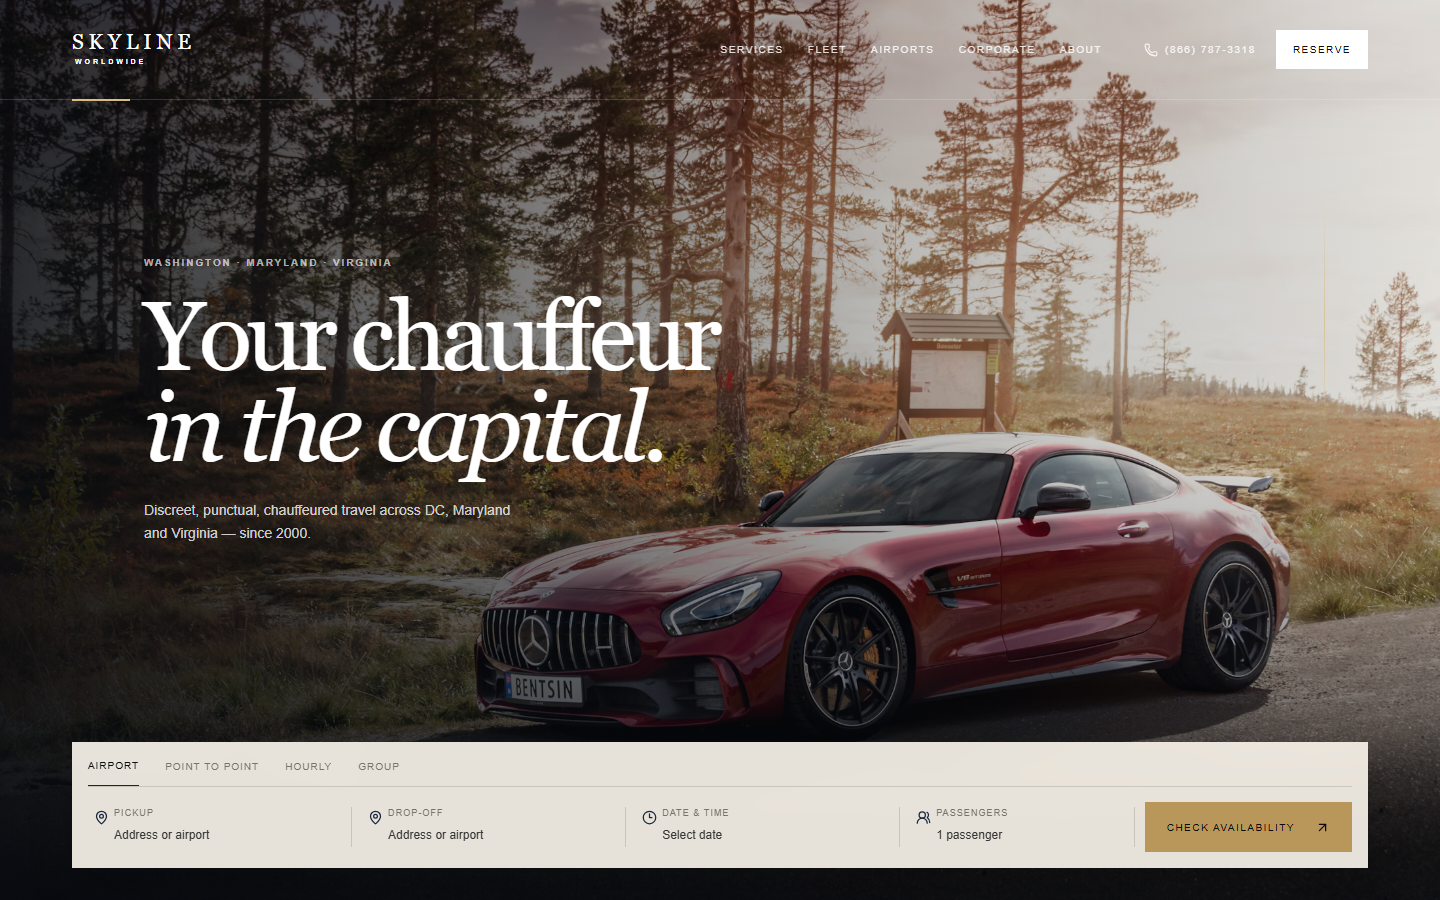 SKYLINE
WORLDWIDE
SERVICES
FLEET
AIRPORTS
CORPORATE
ABOUT
(866) 787-3318
RESERVE
WASHINGTON · MARYLAND · VIRGINIA
Your chauffeur
in the capital.
Discreet, punctual, chauffeured travel across DC, Maryland
and Virginia — since 2000.
BENTSIN
AIRPORT
POINT TO POINT
HOURLY
GROUP
PICKUP
Address or airport
DROP-OFF
Address or airport
DATE & TIME
Select date
PASSENGERS
1 passenger
CHECK AVAILABILITY